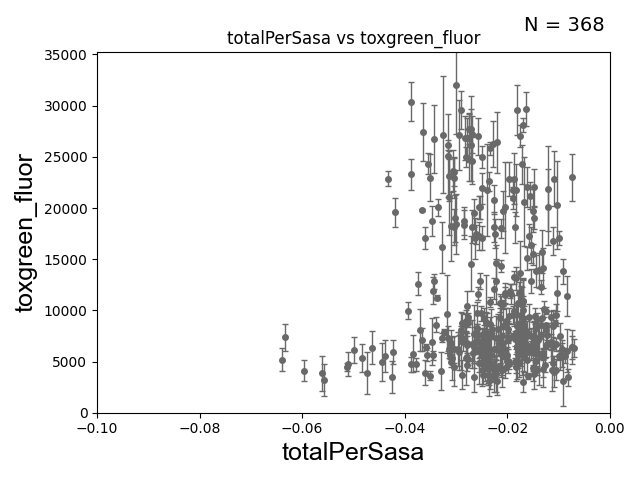 N = 368
totalPerSasa vs toxgreen_fluor
35000
30000
25000
20000
15000
10000
5000
0
toxgreen_fluor
−0.10 −0.08 −0.06 −0.04 −0.02 0.00
totalPerSasa